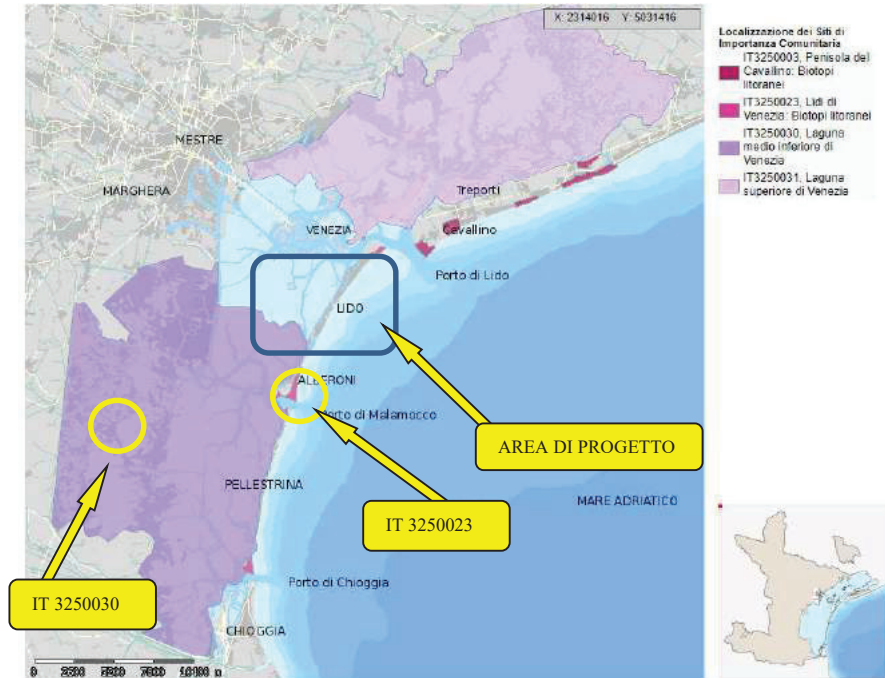 X: 2314016 Y: 5031416
Localizzazione dei Siti di
Importanza Comunitaria
IT3250003, Penisola del
Cavallino: Biotopi
litoranei
IT3250023, Lidi di
Venezia: Biotopi litoranei
IT3250030, Laguna
medio inferiore di
Venezia
IT3250031, Laguna
superiore di Venezia
MESTRE
MARGHERA
Treporti
VENEZIA
Cavallino
Porto di Lido
LIDO
ALBERONI
Porto di Malamocco
AREA DI PROGETTO
PELLESTRINA
MARE ADRIATICO
IT 3250023
Porto di Chioggia
IT 3250030
CHIOGGIA
0